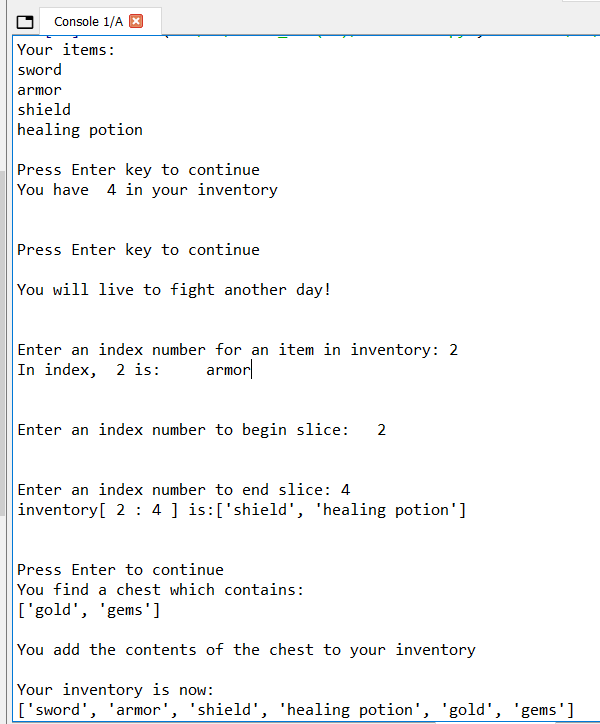 Console 1/A
Your items:
sword
armor
shield
healing potion
Press Enter key to continue
You have  4 in your inventory
Press Enter key to continue
You will live to fight another day!
Enter an index number for an item in inventory: 2
In index,  2 is:     armor
Enter an index number to begin slice:   2
Enter an index number to end slice: 4
inventory[ 2 : 4 ] is:['shield', 'healing potion']
Press Enter to continue
You find a chest which contains:
['gold', 'gems']
You add the contents of the chest to your inventory
Your inventory is now:
['sword', 'armor', 'shield', 'healing potion', 'gold', 'gems']